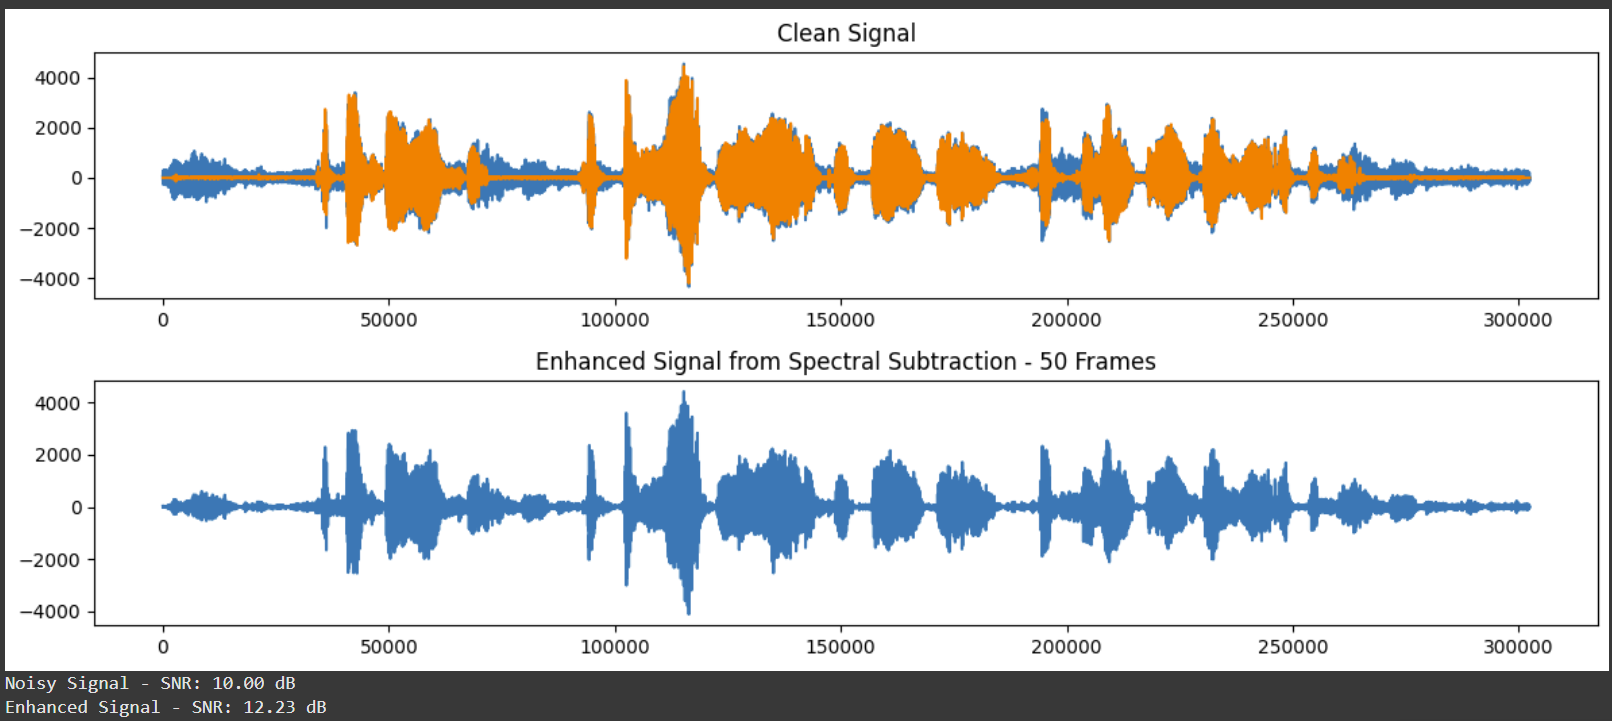 Clean Signal
4000
2000
0
−2000
−4000
0 50000 100000 150000 200000 250000 300000
Enhanced Signal from Spectral Subtraction - 50 Frames
4000
2000
0
−2000
−4000
0 50000 100000 150000 200000 250000 300000
Noisy Signal - SNR: 10.00 dB
Enhanced Signal - SNR: 12.23 dB